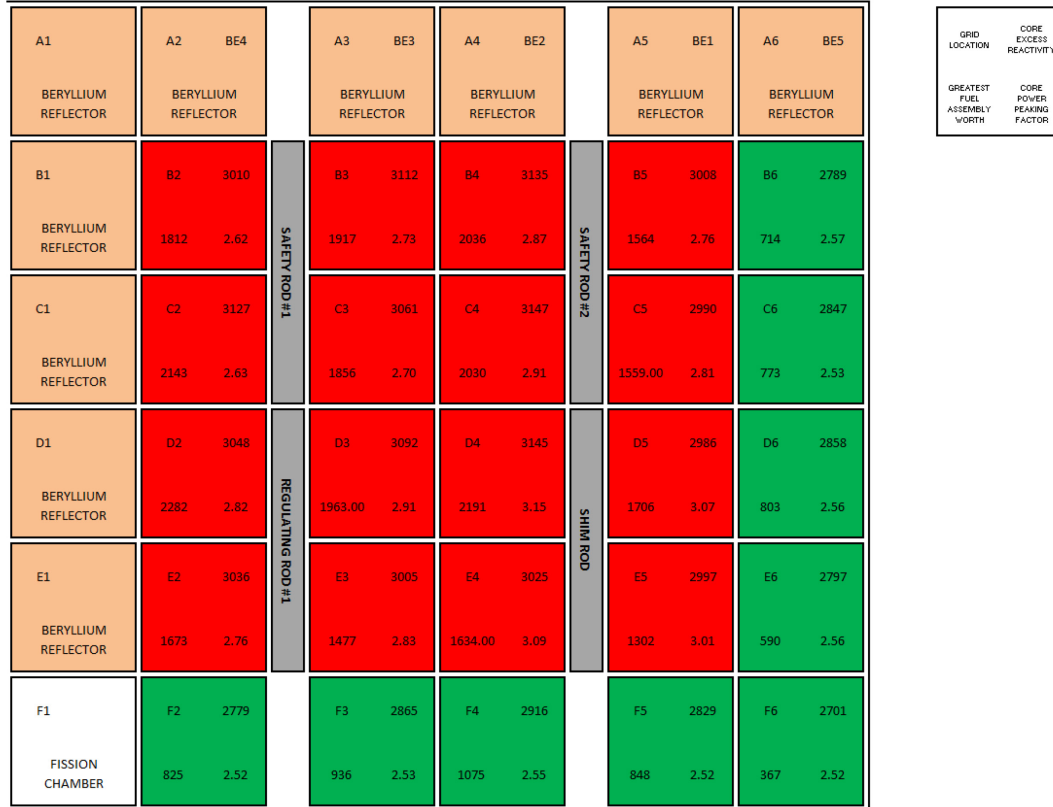 A1
BERYLLIUM
REFLECTOR
A2 BE4
BERYLLIUM
REFLECTOR
A3 BE3
BERYLLIUM
REFLECTOR
A4 BE2
BERYLLIUM
REFLECTOR
A5 BE1
BERYLLIUM
REFLECTOR
A6 BE5
BERYLLIUM
REFLECTOR
GRID
LOCATION
CORE
EXCESS
REACTIVITY
GREATEST
FUEL
ASSEMBLY
WORTH
CORE
POWER
PEAKING
FACTOR
B1
BERYLLIUM
REFLECTOR
B2 3010
1812 2.62
SAFETY ROD #1
B3 3112
1917 2.73
B4 3135
2036 2.87
SAFETY ROD #2
B5 3008
1564 2.76
B6 2789
714 2.57
C1
BERYLLIUM
REFLECTOR
C2 3127
2143 2.63
C3 3061
1856 2.70
C4 3147
2030 2.91
C5 2990
1559.00 2.81
C6 2847
773 2.53
D1
BERYLLIUM
REFLECTOR
D2 3048
2282 2.82
REGULATING ROD #1
D3 3092
1963.00 2.91
D4 3145
2191 3.15
SHIM ROD
D5 2986
1706 3.07
D6 2858
803 2.56
E1
BERYLLIUM
REFLECTOR
E2 3036
1673 2.76
E3 3005
1477 2.83
E4 3025
1634.00 3.09
E5 2997
1302 3.01
E6 2797
590 2.56
F1
FISSION
CHAMBER
F2 2779
825 2.52
F3 2865
936 2.53
F4 2916
1075 2.55
F5 2829
848 2.52
F6 2701
367 2.52